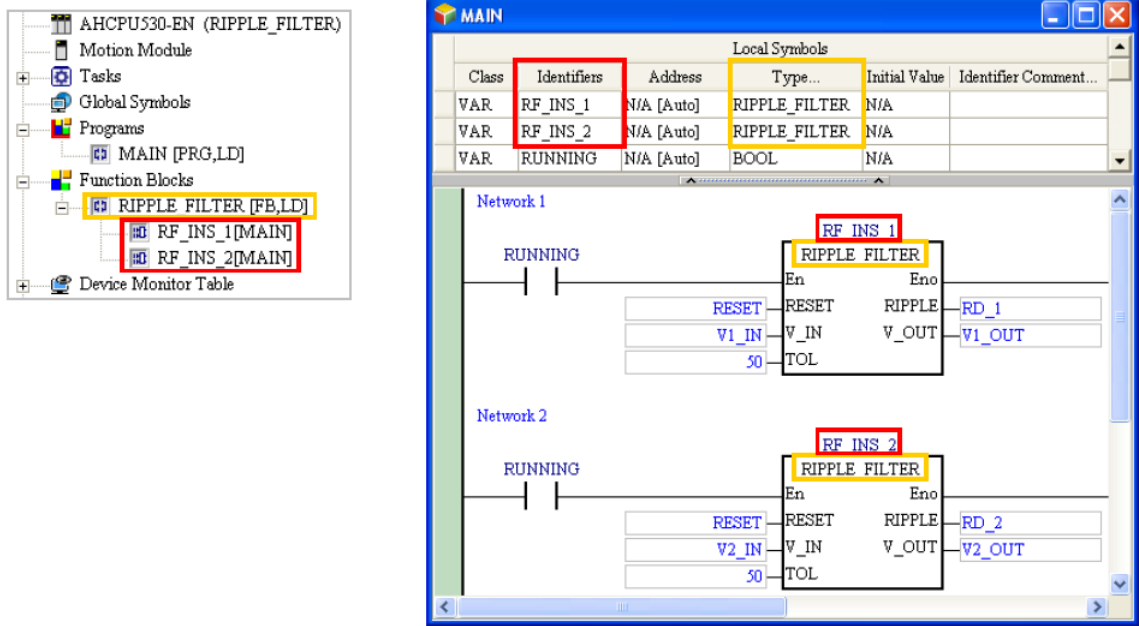 AHCPU530-EN (RIPPLE_FILTER)
Motion Module
Tasks
Global Symbols
Programs
MAIN [PRG,LD]
Function Blocks
RIPPLE_FILTER [FB,LD]
RF_INS_1[MAIN]
RF_INS_2[MAIN]
Device Monitor Table
MAIN
Local Symbols
Class Identifiers Address Type... Initial Value Identifier Comment...
VAR RF_INS_1 N/A [Auto] RIPPLE_FILTER N/A
VAR RF_INS_2 N/A [Auto] RIPPLE_FILTER N/A
VAR RUNNING N/A [Auto] BOOL N/A
Network 1
RF_INS_1
RUNNING RIPPLE_FILTER
En Eno
RESET RESET RIPPLE RD_1
V1_IN V_IN V_OUT V1_OUT
50 TOL
Network 2
RF_INS_2
RUNNING RIPPLE_FILTER
En Eno
RESET RESET RIPPLE RD_2
V2_IN V_IN V_OUT V2_OUT
50 TOL